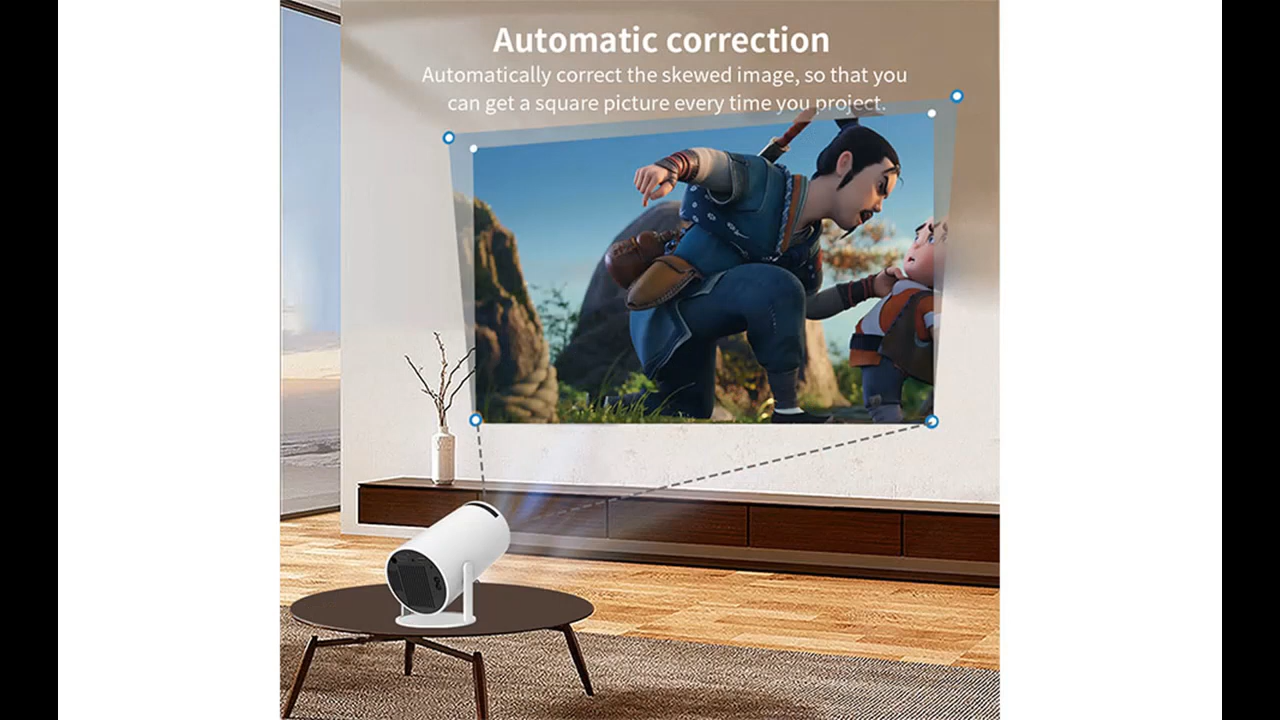 Automatic correction
Automatically correct the skewed image, so that you
can get a square picture every time you project.